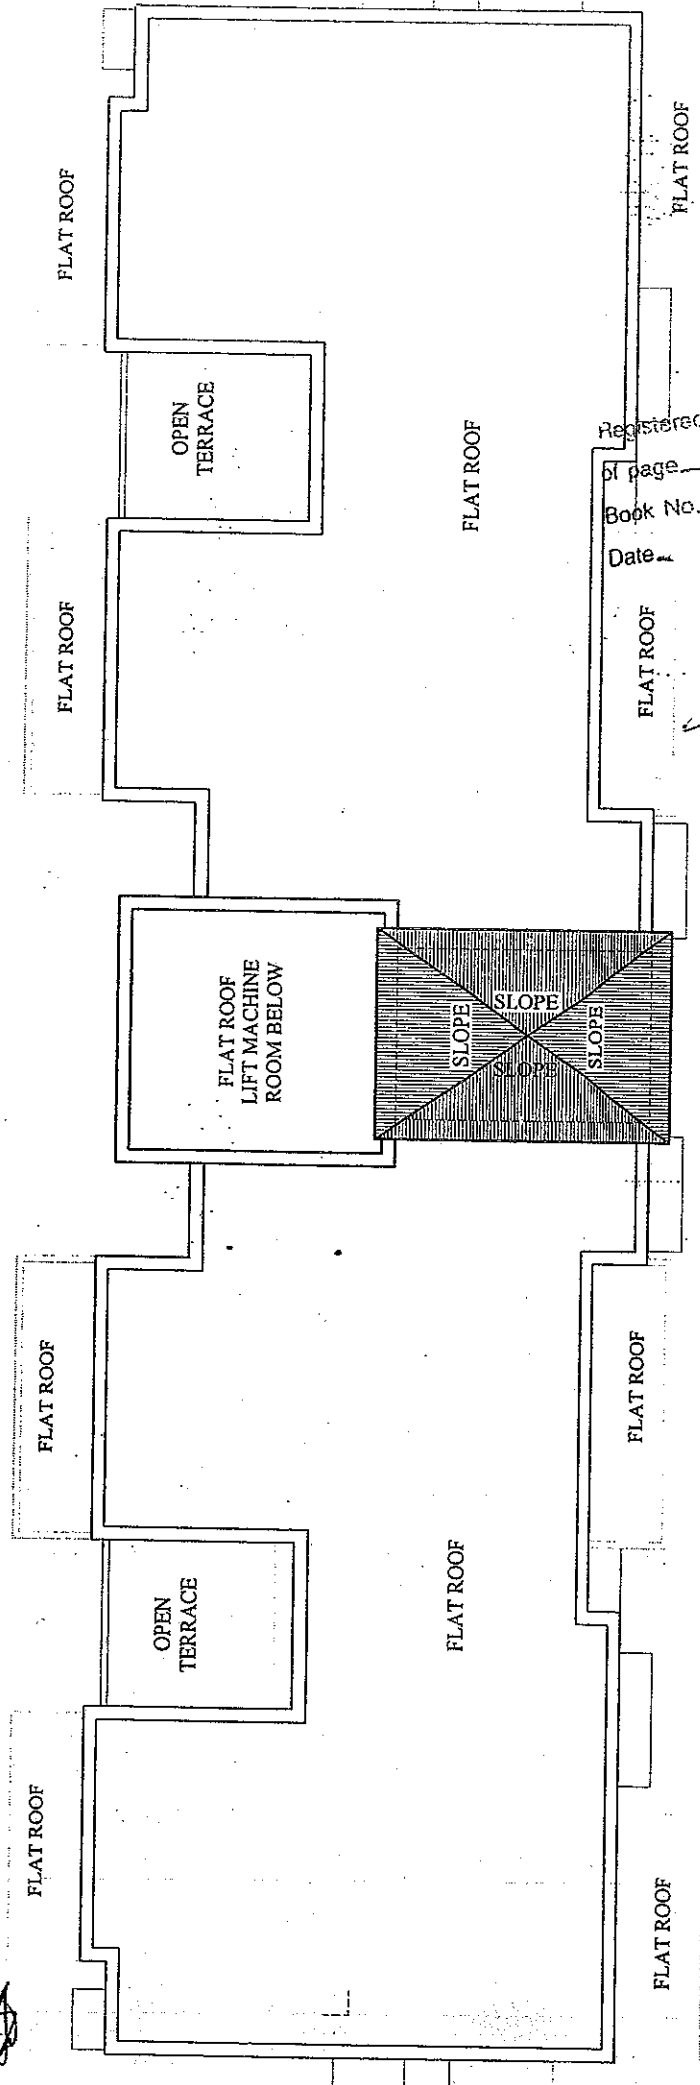 FLAT ROOF
FLAT ROOF
OPEN
TERRACE
FLAT ROOF
Registered
of page
Book No.
Date
FLAT ROOF
FLAT ROOF
FLAT ROOF
LIFT MACHINE
ROOM BELOW
SLOPE
SLOPE
SLOPE
SLOPE
FLAT ROOF
FLAT ROOF
OPEN
TERRACE
FLAT ROOF
FLAT ROOF
FLAT ROOF